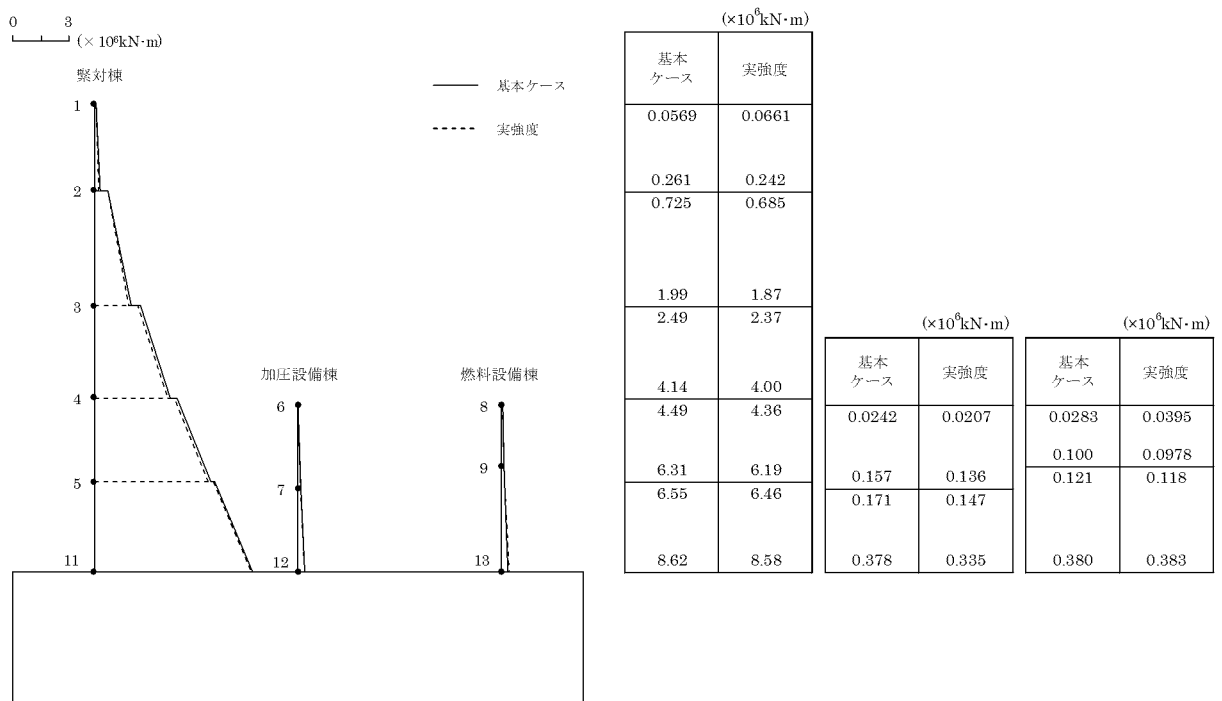 0 3
(×10⁶kN·m)
緊対棟
基本ケース
実強度
1
2
3
4
5
11
加圧設備棟
6
7
12
燃料設備棟
8
9
13
(×10⁶kN·m)
基本
ケース 実強度
0.0569 0.0661
0.261 0.242
0.725 0.685
1.99 1.87
2.49 2.37
4.14 4.00
4.49 4.36
6.31 6.19
6.55 6.46
8.62 8.58
(×10⁶kN·m)
基本
ケース 実強度
0.0242 0.0207
0.157 0.136
0.171 0.147
0.378 0.335
(×10⁶kN·m)
基本
ケース 実強度
0.0283 0.0395
0.100 0.0978
0.121 0.118
0.380 0.383